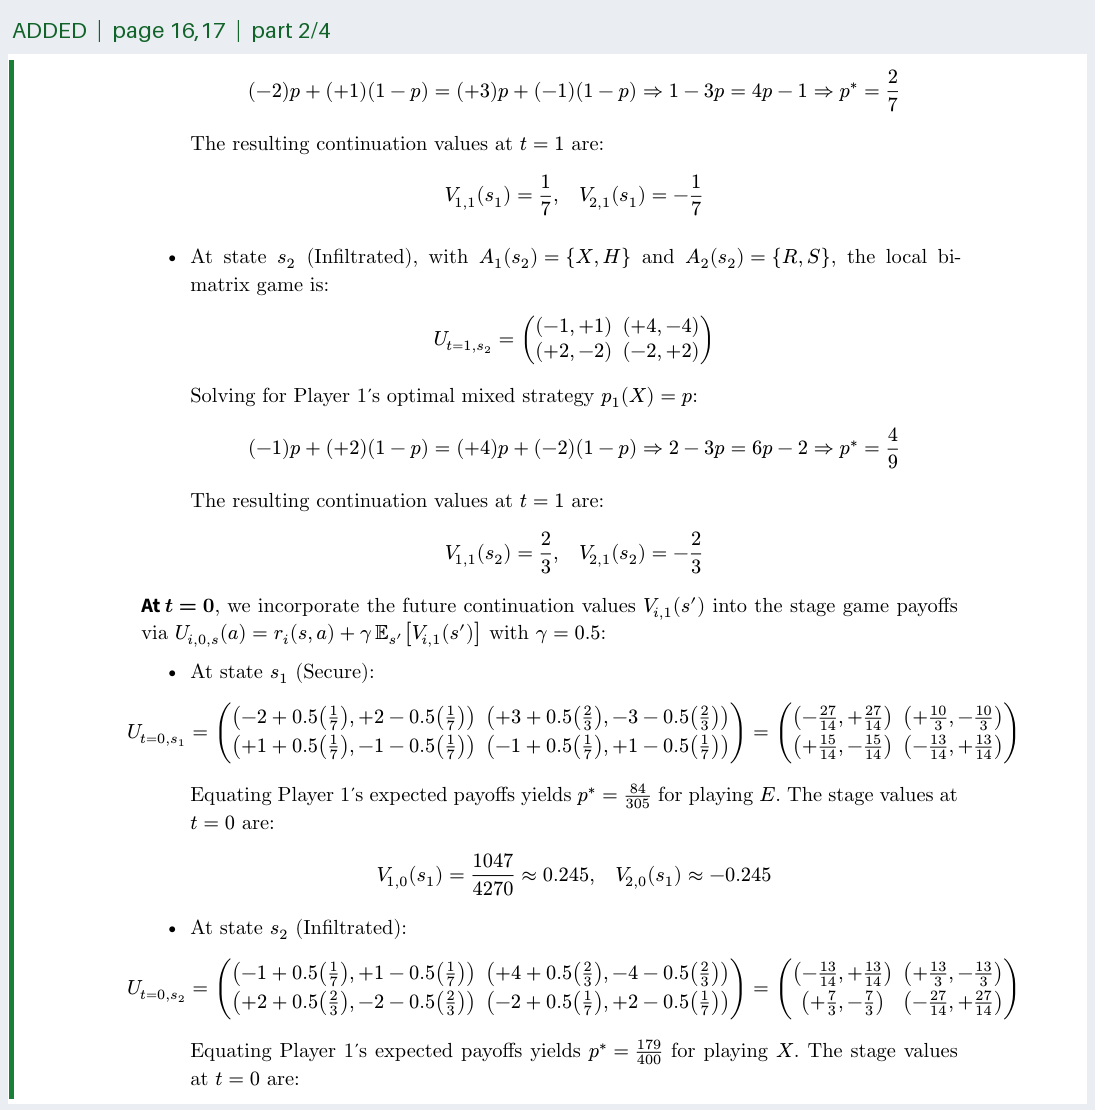 ADDED | page 16,17 | part 2/4
(−2)p + (+1)(1 − p) = (+3)p + (−1)(1 − p) ⇒ 1 − 3p = 4p − 1 ⇒ p* = 2/7
The resulting continuation values at t = 1 are:
V_{1,1}(s_1) = 1/7, V_{2,1}(s_1) = −1/7
• At state s_2 (Infiltrated), with A_1(s_2) = {X, H} and A_2(s_2) = {R, S}, the local bi-
matrix game is:
U_{t=1,s_2} = ((−1, +1) (+4, −4)
(+2, −2) (−2, +2))
Solving for Player 1′s optimal mixed strategy p_1(X) = p:
(−1)p + (+2)(1 − p) = (+4)p + (−2)(1 − p) ⇒ 2 − 3p = 6p − 2 ⇒ p* = 4/9
The resulting continuation values at t = 1 are:
V_{1,1}(s_2) = 2/3, V_{2,1}(s_2) = −2/3
At t = 0, we incorporate the future continuation values V_{i,1}(s′) into the stage game payoffs
via U_{i,0,s}(a) = r_i(s, a) + γ 𝔼_{s′}[V_{i,1}(s′)] with γ = 0.5:
• At state s_1 (Secure):
U_{t=0,s_1} = ((−2 + 0.5(1/7), +2 − 0.5(1/7)) (+3 + 0.5(2/3), −3 − 0.5(2/3)) = ((−27/14, +27/14) (+10/3, −10/3)
(+1 + 0.5(1/7), −1 − 0.5(1/7)) (−1 + 0.5(1/7), +1 − 0.5(1/7))) (+15/14, −15/14) (−13/14, +13/14))
Equating Player 1′s expected payoffs yields p* = 84/305 for playing E. The stage values at
t = 0 are:
V_{1,0}(s_1) = 1047/4270 ≈ 0.245, V_{2,0}(s_1) ≈ −0.245
• At state s_2 (Infiltrated):
U_{t=0,s_2} = ((−1 + 0.5(1/7), +1 − 0.5(1/7)) (+4 + 0.5(2/3), −4 − 0.5(2/3)) = ((−13/14, +13/14) (+13/3, −13/3)
(+2 + 0.5(2/3), −2 − 0.5(2/3)) (−2 + 0.5(1/7), +2 − 0.5(1/7))) (+7/3, −7/3) (−27/14, +27/14))
Equating Player 1′s expected payoffs yields p* = 179/400 for playing X. The stage values
at t = 0 are: